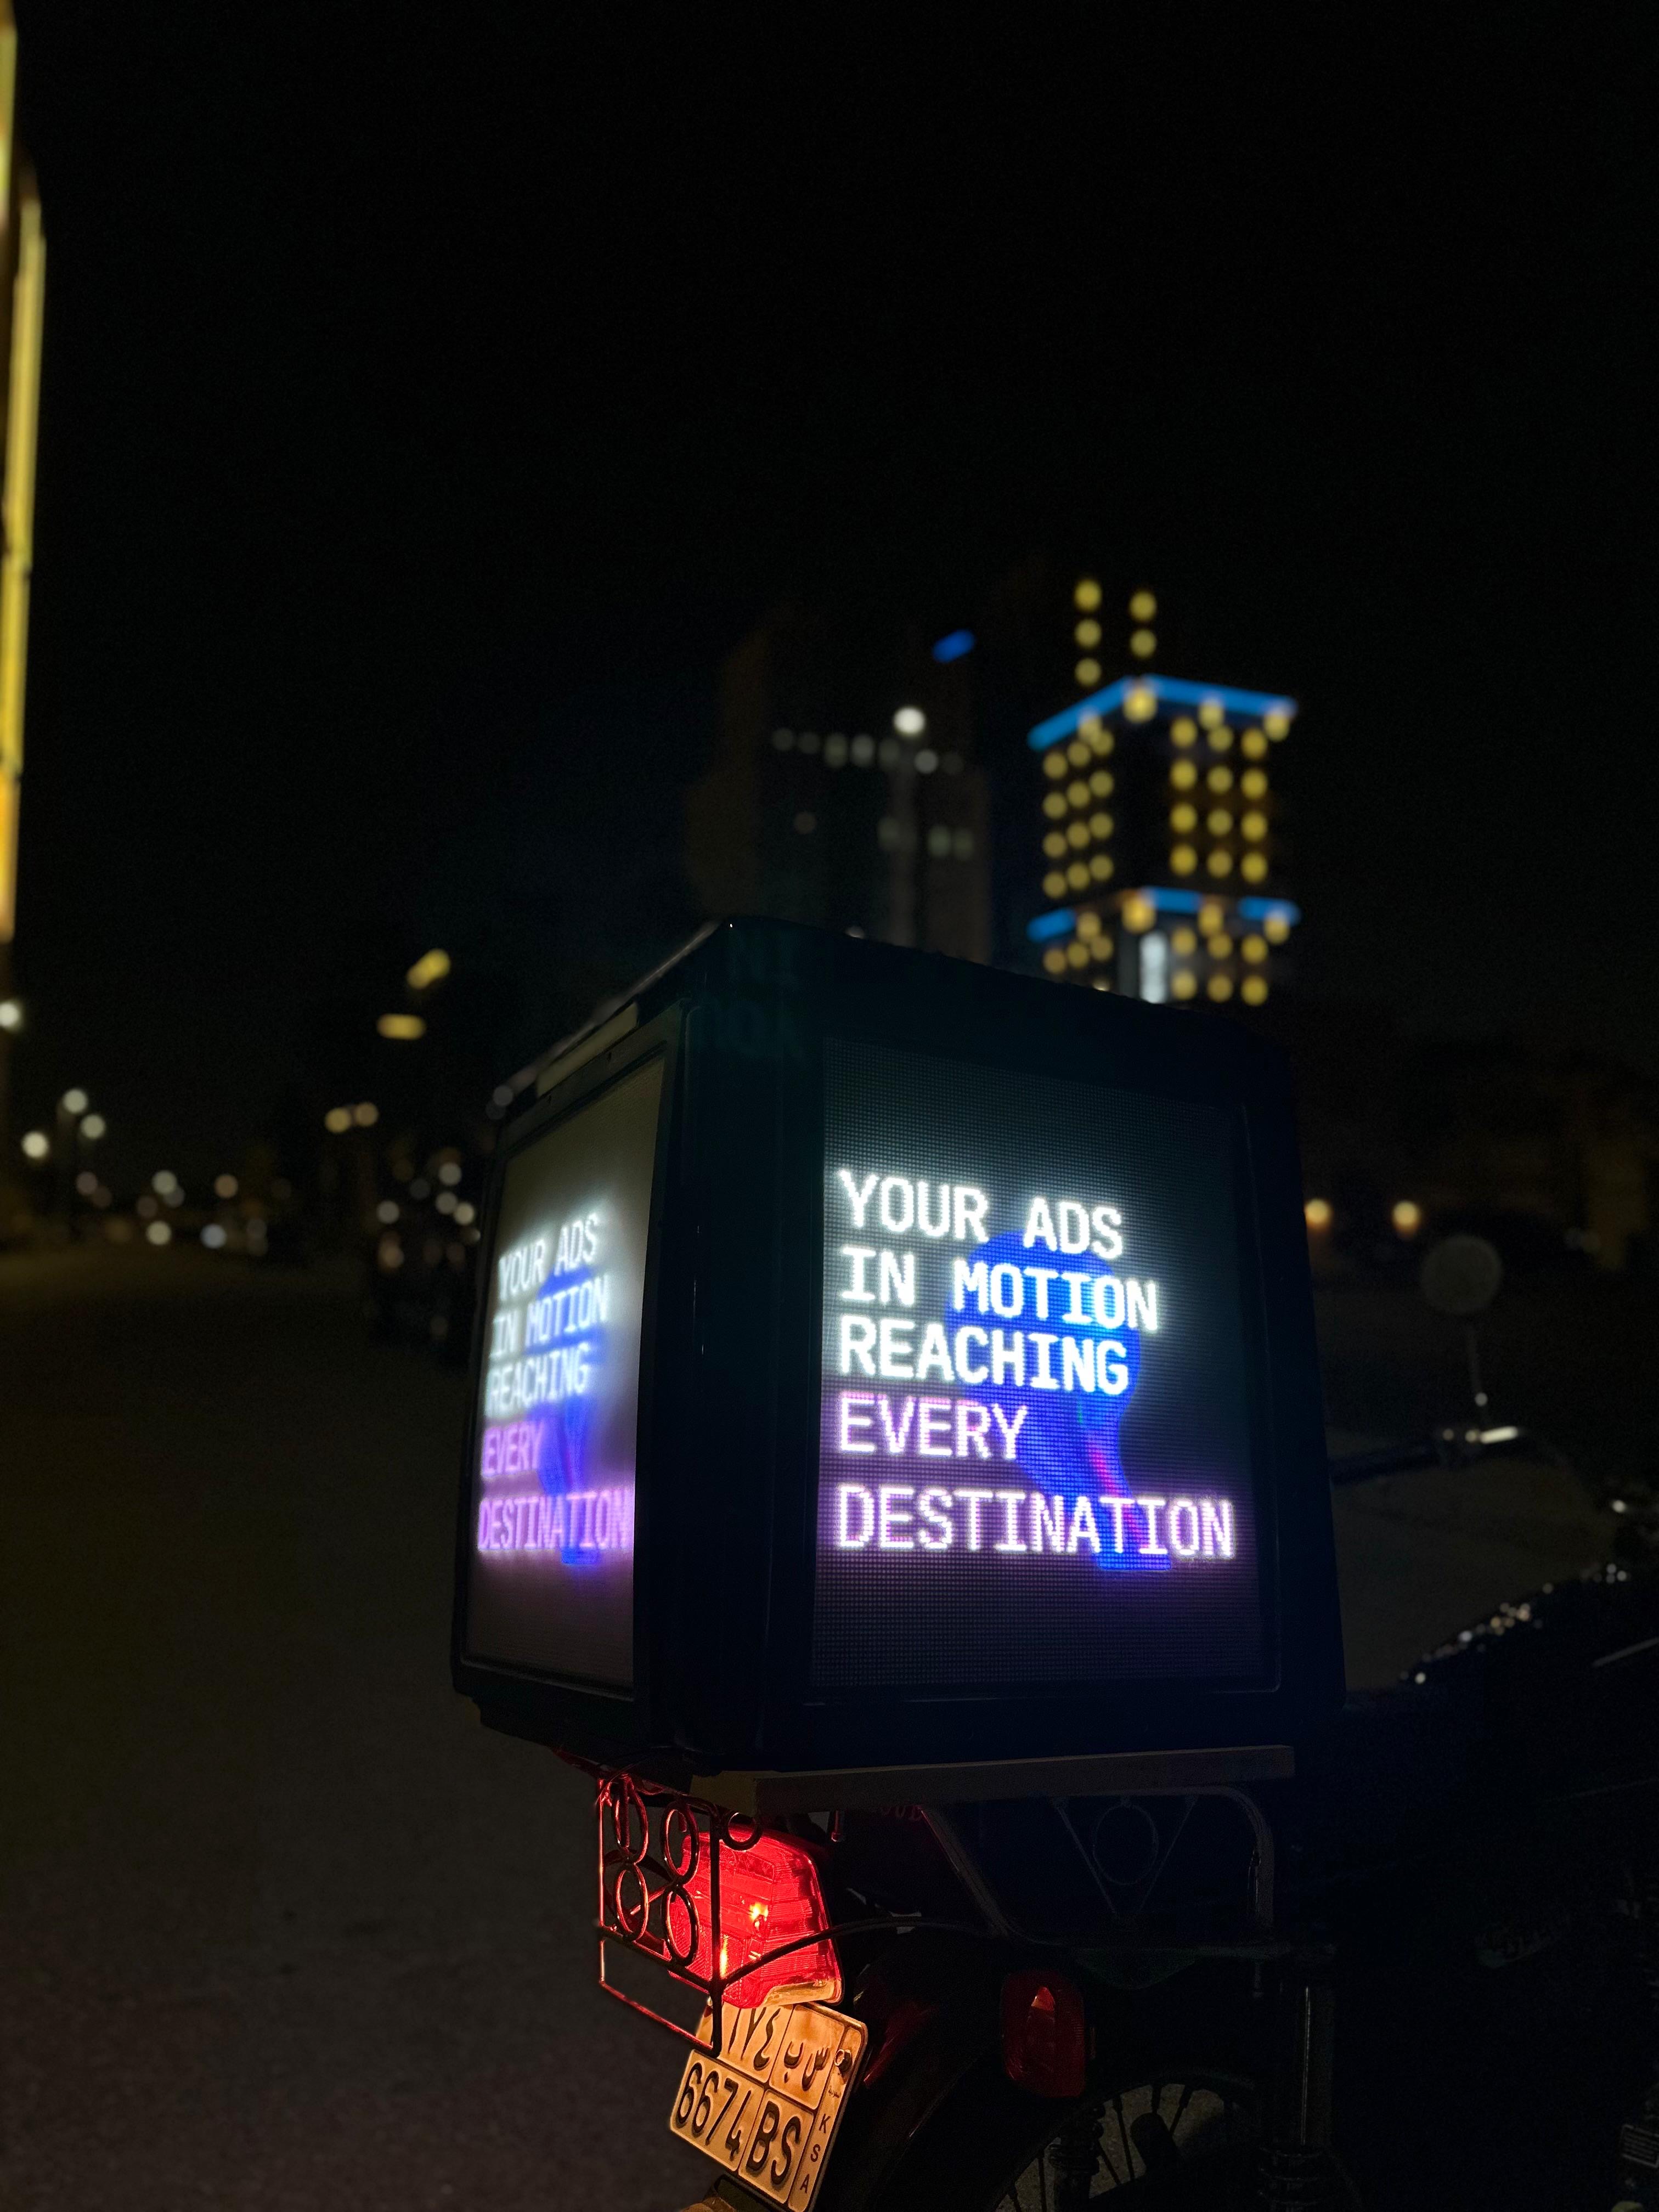 YOUR ADS
IN MOTION
REACHING
EVERY
DESTINATION
YOUR ADS
IN MOTION
REACHING
EVERY
DESTINATION
6674 BS
KSA